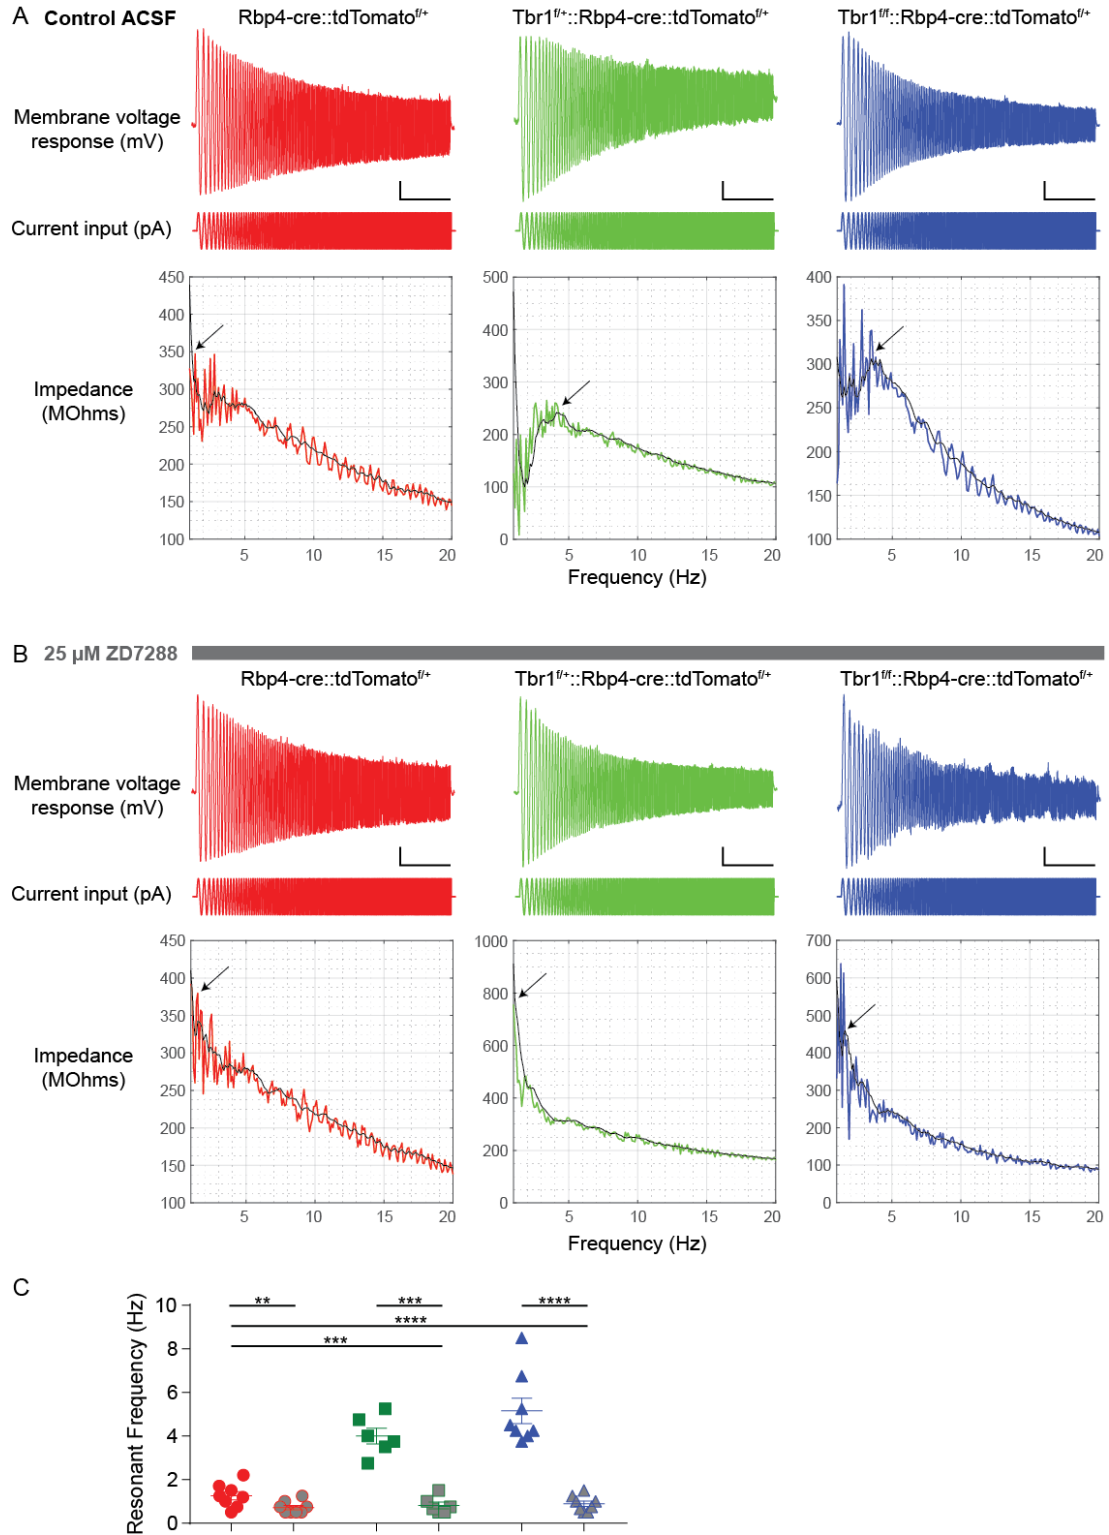 A Control ACSF Rbp4-cre::tdTomato^f/+ Tbr1^f/+::Rbp4-cre::tdTomato^f/+ Tbr1^f/f::Rbp4-cre::tdTomato^f/+
Membrane voltage
response (mV)
Current input (pA)
450 500 400
400 400 350
350 300 300
300 250
250 200 200
200 100 150
150
100 0 100
Impedance
(MOhms)
5 10 15 20 5 10 15 20 5 10 15 20
Frequency (Hz)
B 25 µM ZD7288
Rbp4-cre::tdTomato^f/+ Tbr1^f/+::Rbp4-cre::tdTomato^f/+ Tbr1^f/f::Rbp4-cre::tdTomato^f/+
Membrane voltage
response (mV)
Current input (pA)
450 1000 700
400 800 600
350 500
300 600 400
250 400 300
200 200 200
150 100
100 0 0
Impedance
(MOhms)
5 10 15 20 5 10 15 20 5 10 15 20
Frequency (Hz)
C
Resonant Frequency (Hz)
10
8
6
4
2
0
** *** ****
****
***